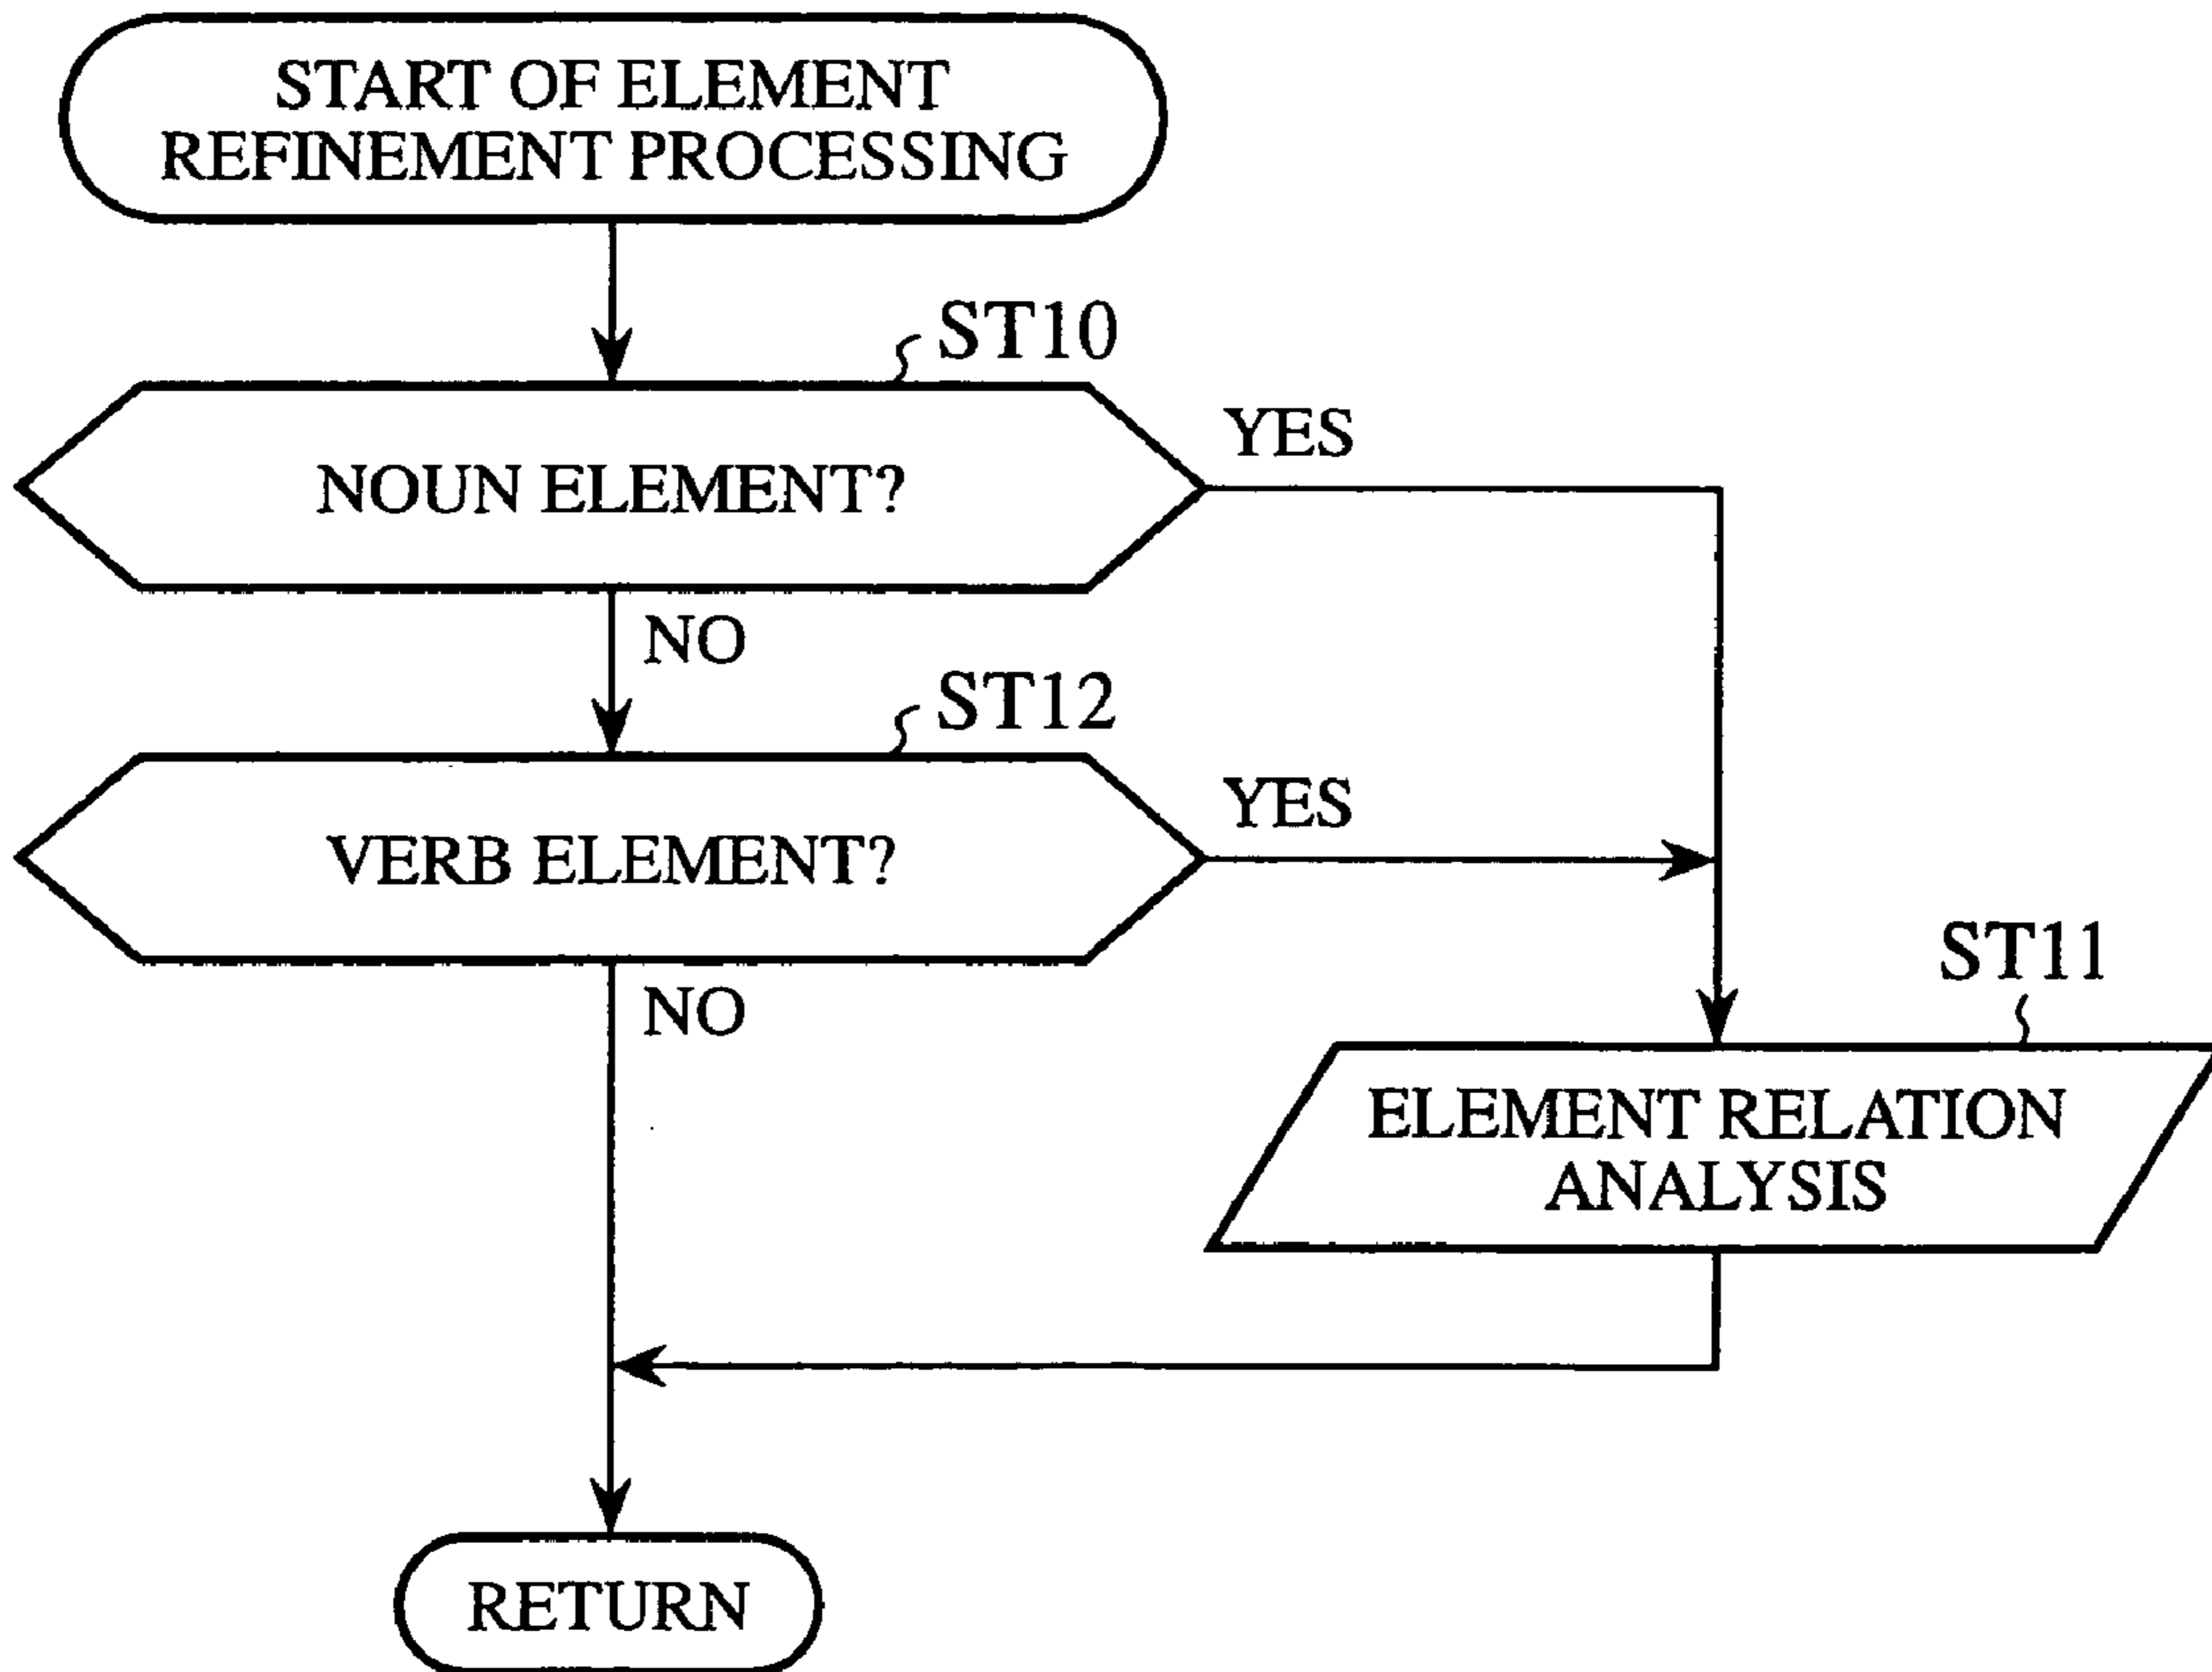 START OF ELEMENT
REFINEMENT PROCESSING
ST10
NOUN ELEMENT?
YES
NO
ST12
VERB ELEMENT?
YES
NO
ST11
ELEMENT RELATION
ANALYSIS
RETURN